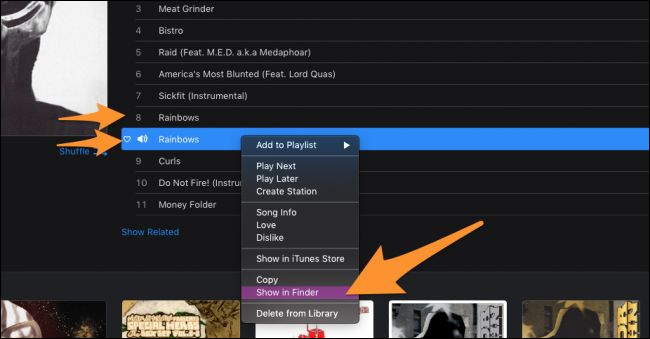 3 Meat Grinder
4 Bistro
5 Raid (Feat. M.E.D. a.k.a Medaphoar)
6 America's Most Blunted (Feat. Lord Quas)
7 Sickfit (Instrumental)
8 Rainbows
Rainbows
Shuffle
9 Curls
10 Do Not Fire! (Instru
11 Money Folder
Show Related
Add to Playlist
Play Next
Play Later
Create Station
Song Info
Love
Dislike
Show in iTunes Store
Copy
Show in Finder
Delete from Library
SPECIAL HERBS